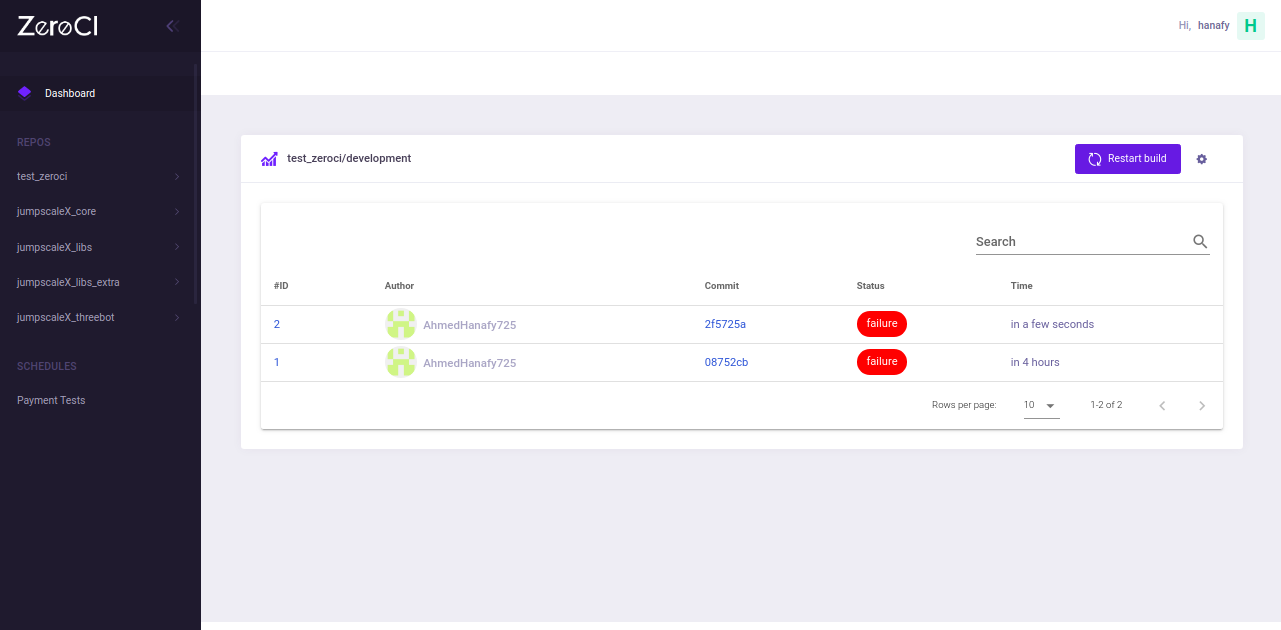 ZeroCI
Hi, hanafy H
Dashboard
REPOS
test_zeroci
jumpscaleX_core
jumpscaleX_libs
jumpscaleX_libs_extra
jumpscaleX_threebot
SCHEDULES
Payment Tests
test_zeroci/development
Restart build
Search
#ID Author Commit Status Time
2 AhmedHanafy725 2f5725a failure in a few seconds
1 AhmedHanafy725 08752cb failure in 4 hours
Rows per page: 10 1-2 of 2